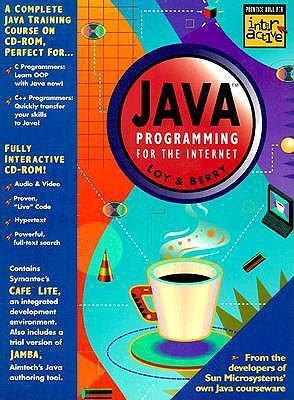 A COMPLETE
JAVA TRAINING
COURSE ON
CD-ROM,
PERFECT FOR...
C Programmers:
Learn OOP
with Java now!
C++ Programmers:
Quickly transfer
your skills
to Java!
FULLY
INTERACTIVE
CD-ROM!
Audio & Video
Proven,
"Live" Code
Hypertext
Powerful,
full-text search
Contains
Symantec's
CAFE LITE,
an integrated
development
environment.
Also includes a
trial version of
JAMBA,
Aimtech's Java
authoring tool.
PRENTICE HALL PTR
interactive
JAVA™
PROGRAMMING
FOR THE INTERNET
LOY & BERRY
From the
developers of
Sun Microsystems'
own Java courseware